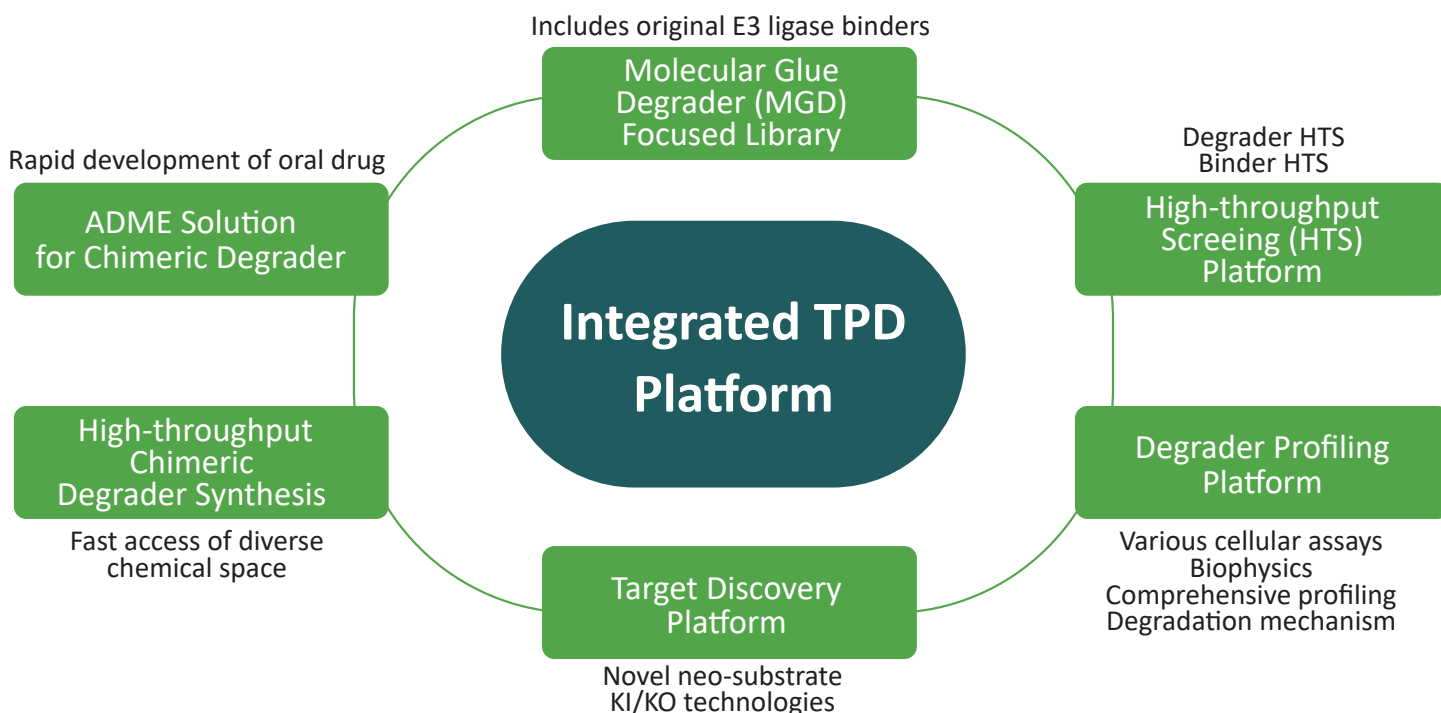 Includes original E3 ligase binders
Molecular Glue
Degrader (MGD)
Focused Library
Degrader HTS
Binder HTS
High-throughput
Screeing (HTS)
Platform
Rapid development of oral drug
ADME Solution
for Chimeric Degrader
Integrated TPD
Platform
High-throughput
Chimeric
Degrader Synthesis
Fast access of diverse
chemical space
Degrader Profiling
Platform
Various cellular assays
Biophysics
Comprehensive profiling
Degradation mechanism
Target Discovery
Platform
Novel neo-substrate
KI/KO technologies